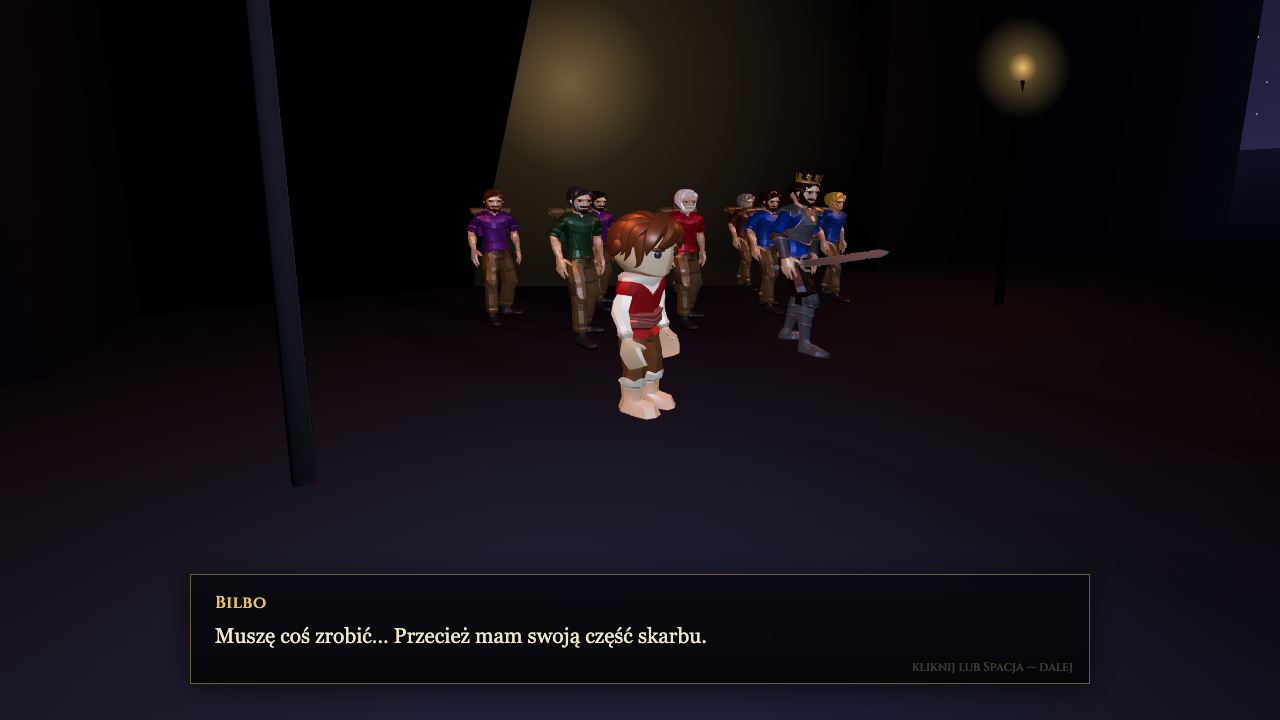 Bilbo
Muszę coś zrobić... Przecież mam swoją część skarbu.
kliknij lub Spacja — dalej